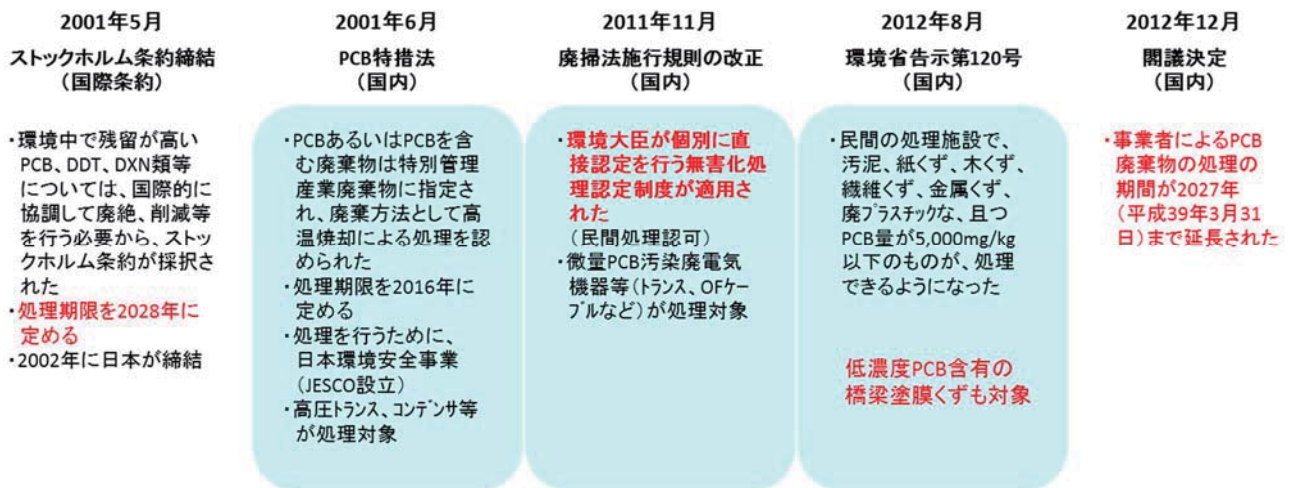 2001年5月
ストックホルム条約締結
(国際条約)
・環境中で残留が高い
PCB、DDT、DXN類等
については、国際的に
協調して廃絶、削減等
を行う必要から、ストッ
クホルム条約が採択さ
れた
・処理期限を2028年に
定める
・2002年に日本が締結
2001年6月
PCB特措法
(国内)
・PCBあるいはPCBを含
む廃棄物は特別管理
産業廃棄物に指定さ
れ、廃棄方法として高
温焼却による処理を認
められた
・処理期限を2016年に
定める
・処理を行うために、
日本環境安全事業
(JESCO設立)
・高圧トランス、コンデンサ等
が処理対象
2011年11月
廃掃法施行規則の改正
(国内)
・環境大臣が個別に直
接認定を行う無害化処
理認定制度が適用さ
れた
(民間処理認可)
・微量PCB汚染廃電気
機器等(トランス、OFケー
ブルなど)が処理対象
2012年8月
環境省告示第120号
(国内)
・民間の処理施設で、
汚泥、紙くず、木くず、
繊維くず、金属くず、
廃プラスチックな、且つ
PCB量が5,000mg/kg
以下のものが、処理
できるようになった
低濃度PCB含有の
橋梁塗膜くずも対象
2012年12月
閣議決定
(国内)
・事業者によるPCB
廃棄物の処理の
期間が2027年
(平成39年3月31
日)まで延長された